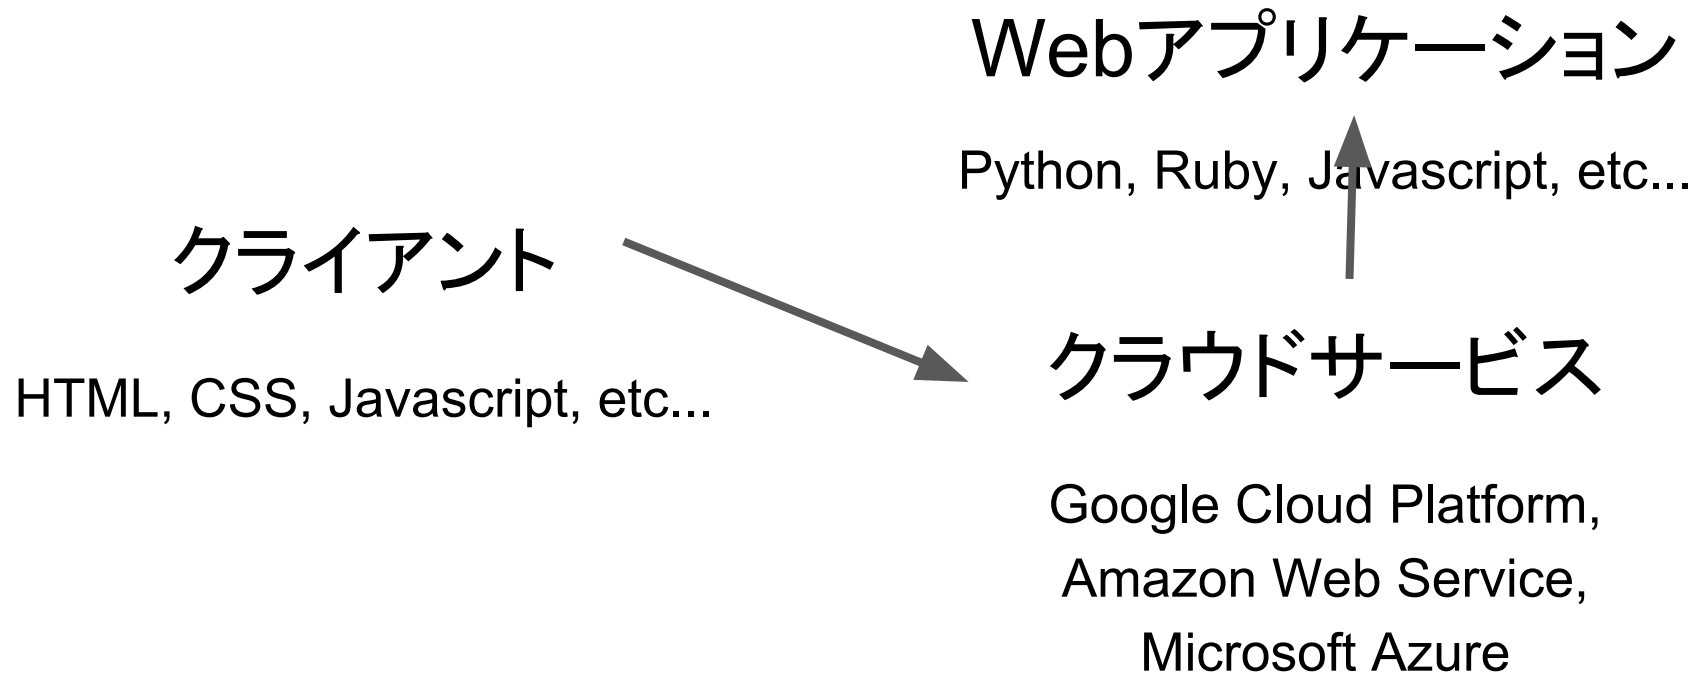 Webアプリケーション
Python, Ruby, Javascript, etc...
クライアント
HTML, CSS, Javascript, etc...
クラウドサービス
Google Cloud Platform,
Amazon Web Service,
Microsoft Azure